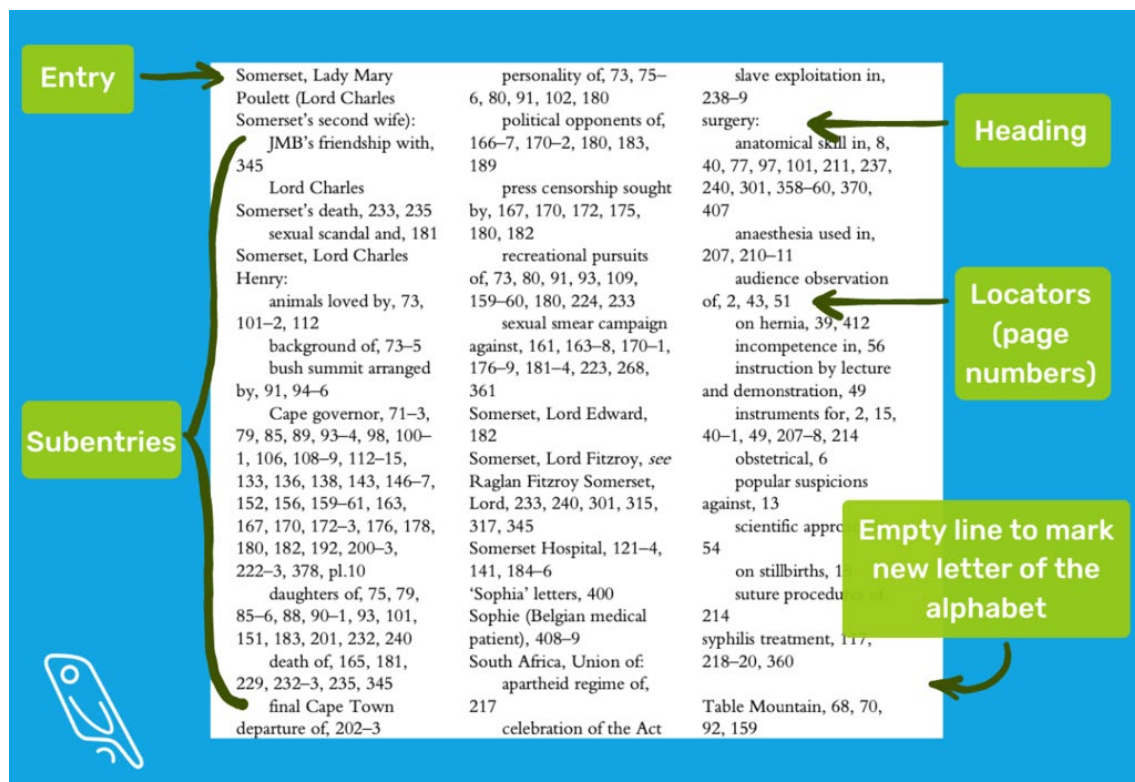 Entry
Subentries
Somerset, Lady Mary
Poulett (Lord Charles
Somerset’s second wife):
JMB’s friendship with,
345
Lord Charles
Somerset’s death, 233, 235
sexual scandal and, 181
Somerset, Lord Charles
Henry:
animals loved by, 73,
101–2, 112
background of, 73–5
bush summit arranged
by, 91, 94–6
Cape governor, 71–3,
79, 85, 89, 93–4, 98, 100–
1, 106, 108–9, 112–15,
133, 136, 138, 143, 146–7,
152, 156, 159–61, 163,
167, 170, 172–3, 176, 178,
180, 182, 192, 200–3,
222–3, 378, pl.10
daughters of, 75, 79,
85–6, 88, 90–1, 93, 101,
151, 183, 201, 232, 240
death of, 165, 181,
229, 232–3, 235, 345
final Cape Town
departure of, 202–3
personality of, 73, 75–
6, 80, 91, 102, 180
political opponents of,
166–7, 170–2, 180, 183,
189
press censorship sought
by, 167, 170, 172, 175,
180, 182
recreational pursuits
of, 73, 80, 91, 93, 109,
159–60, 180, 224, 233
sexual smear campaign
against, 161, 163–8, 170–1,
176–9, 181–4, 223, 268,
361
Somerset, Lord Edward,
182
Somerset, Lord Fitzroy, see
Raglan Fitzroy Somerset,
Lord, 233, 240, 301, 315,
317, 345
Somerset Hospital, 121–4,
141, 184–6
‘Sophia’ letters, 400
Sophie (Belgian medical
patient), 408–9
South Africa, Union of:
apartheid regime of,
217
celebration of the Act
slave exploitation in,
238–9
surgery:
anatomical skill in, 8,
40, 77, 97, 101, 211, 237,
240, 301, 358–60, 370,
407
anaesthesia used in,
207, 210–11
audience observation
of, 2, 43, 51
on hernia, 39, 412
incompetence in, 56
instruction by lecture
and demonstration, 49
instruments for, 2, 15,
40–1, 49, 207–8, 214
obstetrical, 6
popular suspicions
against, 13
scientific
54
on stillbirths,
suture procedures of,
214
syphilis treatment, 117,
218–20, 360
Table Mountain, 68, 70,
92, 159
Heading
Locators
(page
numbers)
Empty line to mark
new letter of the
alphabet